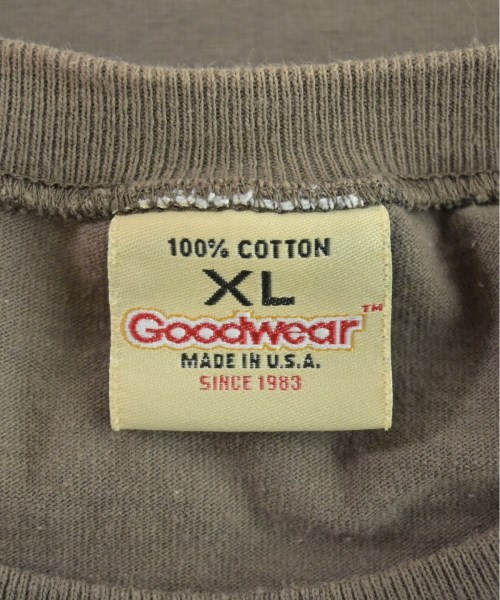 100% COTTON
XL
Goodwear™
MADE IN U.S.A.
SINCE 1983